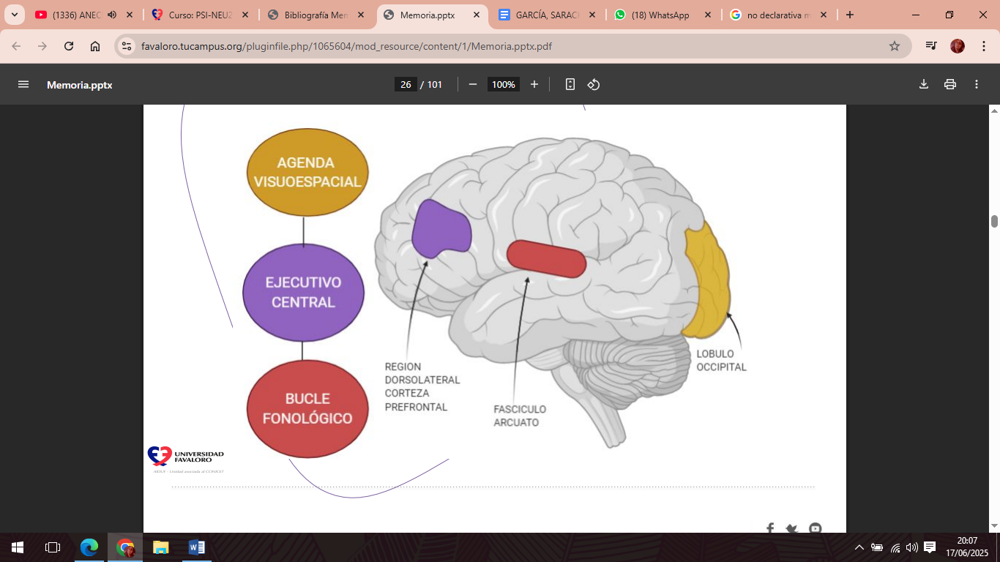 (1336) ANEC
Curso: PSI-NEU2
Bibliografía Men
Memoria.pptx
GARCÍA, SARACI
(18) WhatsApp
no declarativa m
favaloro.tucampus.org/pluginfile.php/1065604/mod_resource/content/1/Memoria.pptx.pdf
Memoria.pptx
26 / 101
100%
AGENDA
VISUOESPACIAL
EJECUTIVO
CENTRAL
BUCLE
FONOLÓGICO
REGION
DORSOLATERAL
CORTEZA
PREFRONTAL
FASCICULO
ARCUATO
LOBULO
OCCIPITAL
UNIVERSIDAD
FAVALORO
20:07
17/06/2025